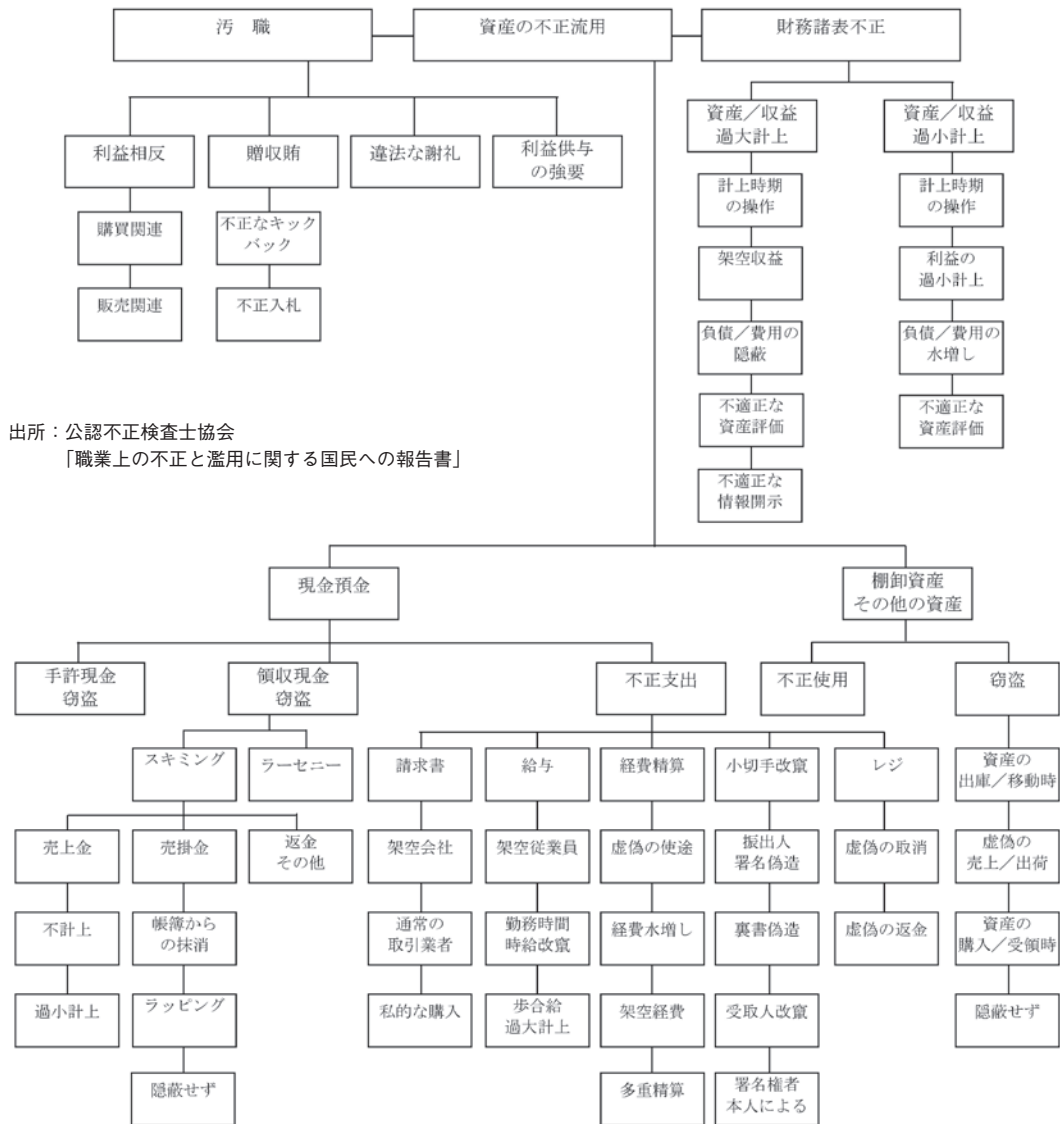 汚　職
資産の不正流用
財務諸表不正
利益相反
贈収賄
違法な謝礼
利益供与
の強要
購買関連
不正なキック
バック
販売関連
不正入札
資産／収益
過大計上
資産／収益
過小計上
計上時期
の操作
計上時期
の操作
架空収益
利益の
過小計上
負債／費用の
隠蔽
負債／費用の
水増し
不適正な
資産評価
不適正な
資産評価
不適正な
情報開示
出所：公認不正検査士協会
「職業上の不正と濫用に関する国民への報告書」
現金預金
棚卸資産
その他の資産
手許現金
窃盗
領収現金
窃盗
不正支出
不正使用
窃盗
スキミング
ラーセニー
請求書
給与
経費精算
小切手改竄
レジ
資産の
出庫／移動時
売上金
売掛金
返金
その他
架空会社
架空従業員
虚偽の使途
振出人
署名偽造
虚偽の取消
虚偽の
売上／出荷
不計上
帳簿から
の抹消
通常の
取引業者
勤務時間
時給改竄
経費水増し
裏書偽造
虚偽の返金
資産の
購入／受領時
過小計上
ラッピング
私的な購入
歩合給
過大計上
架空経費
受取人改竄
隠蔽せず
隠蔽せず
多重精算
署名権者
本人による